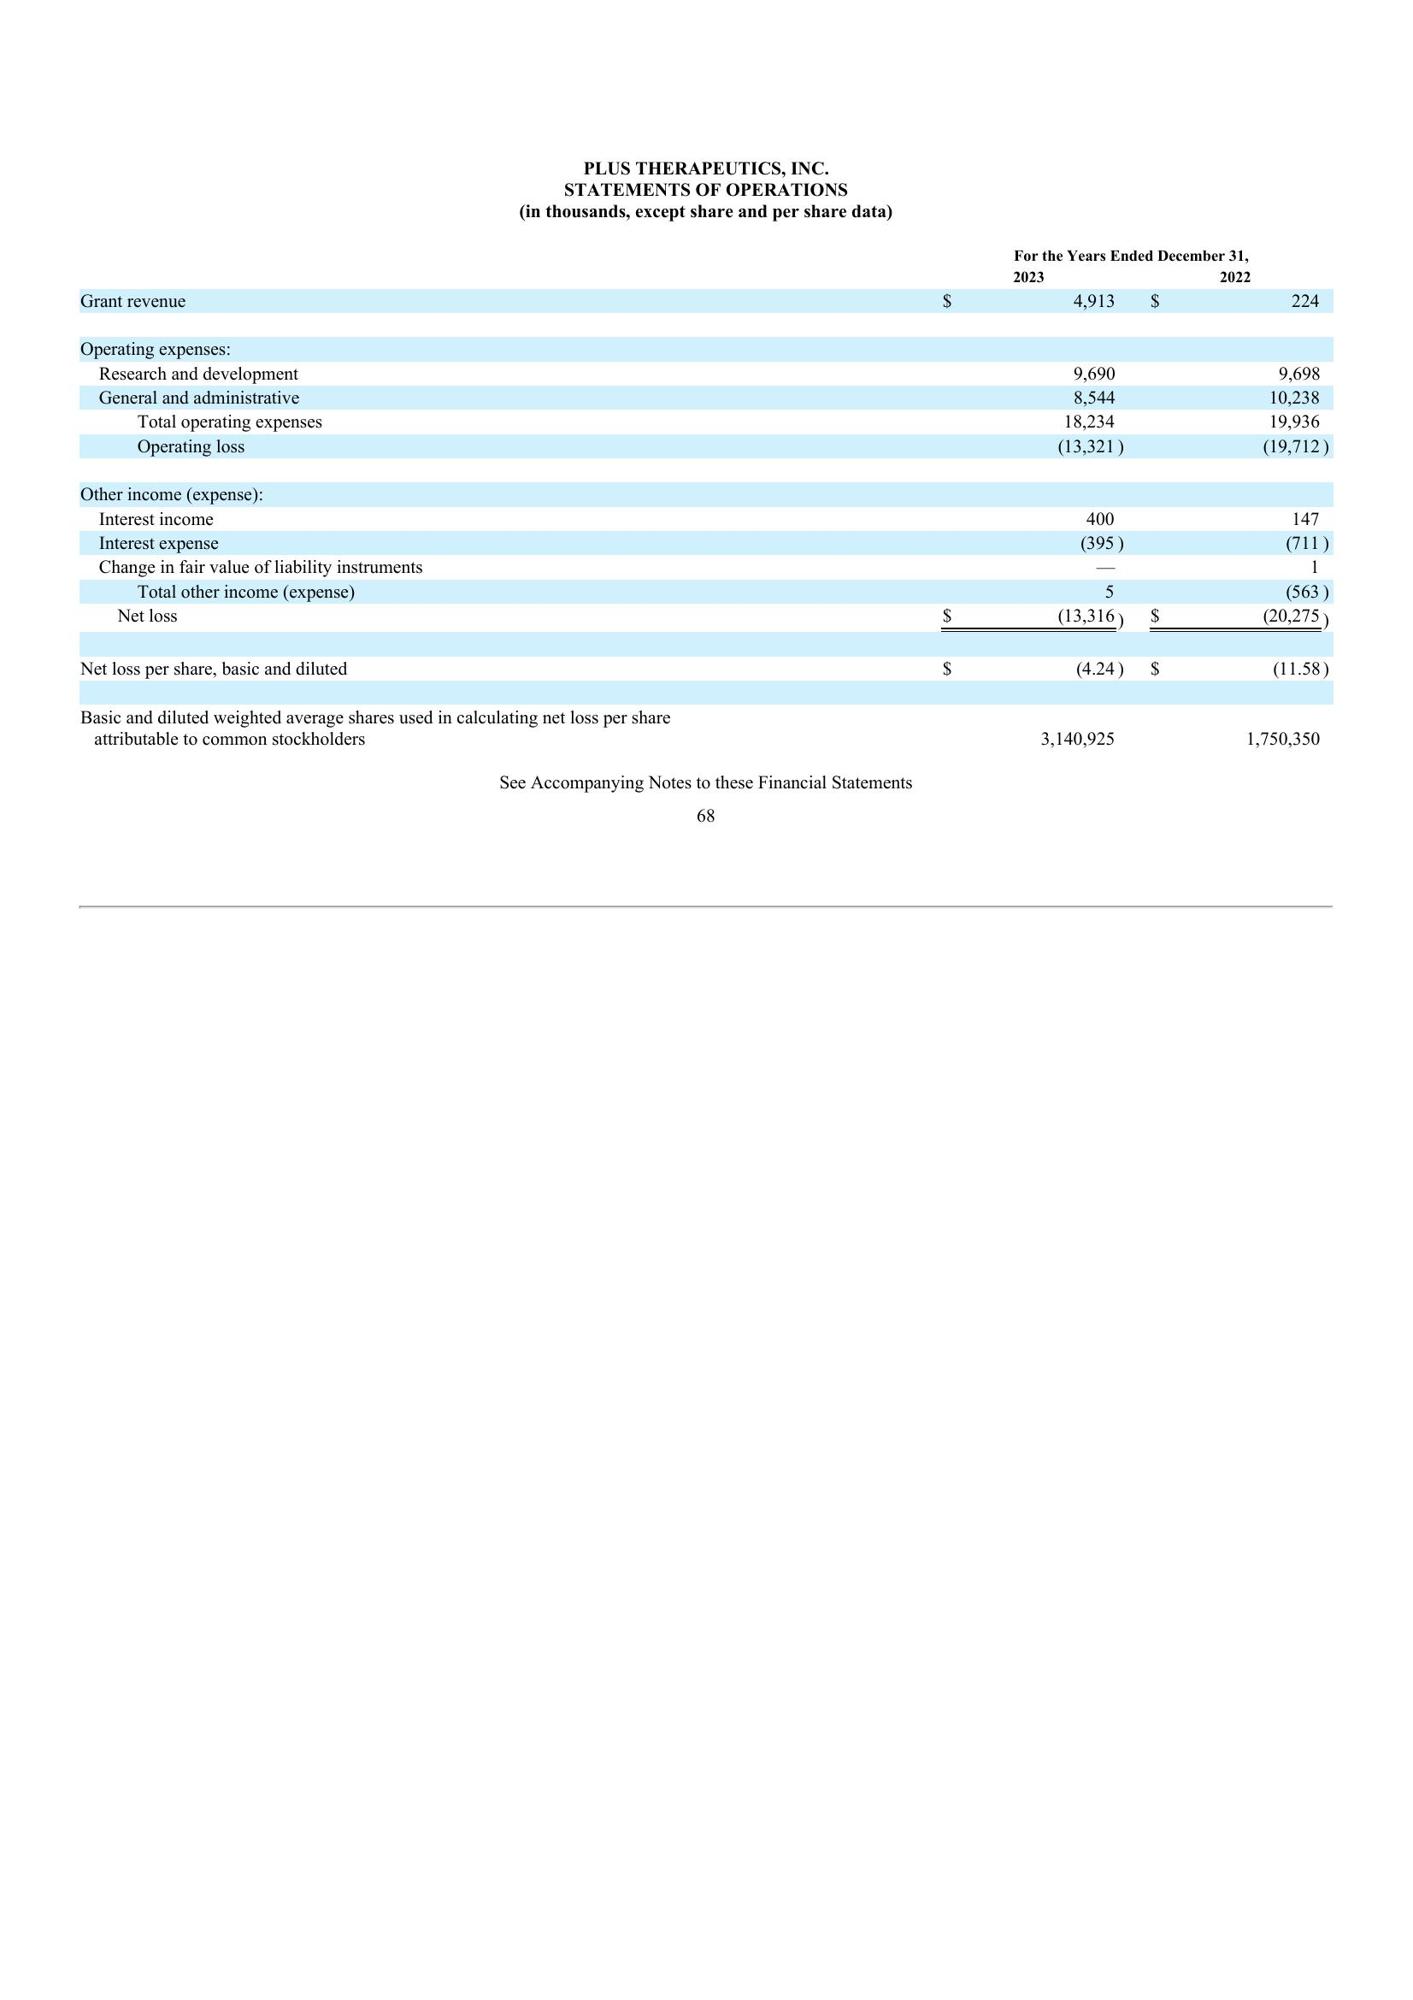 PLUS THERAPEUTICS, INC.
STATEMENTS OF OPERATIONS
(in thousands, except share and per share data)
For the Years Ended December 31,
2023 2022
Grant revenue $ 4,913 $ 224
Operating expenses:
Research and development 9,690 9,698
General and administrative 8,544 10,238
Total operating expenses 18,234 19,936
Operating loss (13,321) (19,712)
Other income (expense):
Interest income 400 147
Interest expense (395) (711)
Change in fair value of liability instruments — 1
Total other income (expense) 5 (563)
Net loss $ (13,316) $ (20,275)
Net loss per share, basic and diluted $ (4.24) $ (11.58)
Basic and diluted weighted average shares used in calculating net loss per share
attributable to common stockholders 3,140,925 1,750,350
See Accompanying Notes to these Financial Statements
68